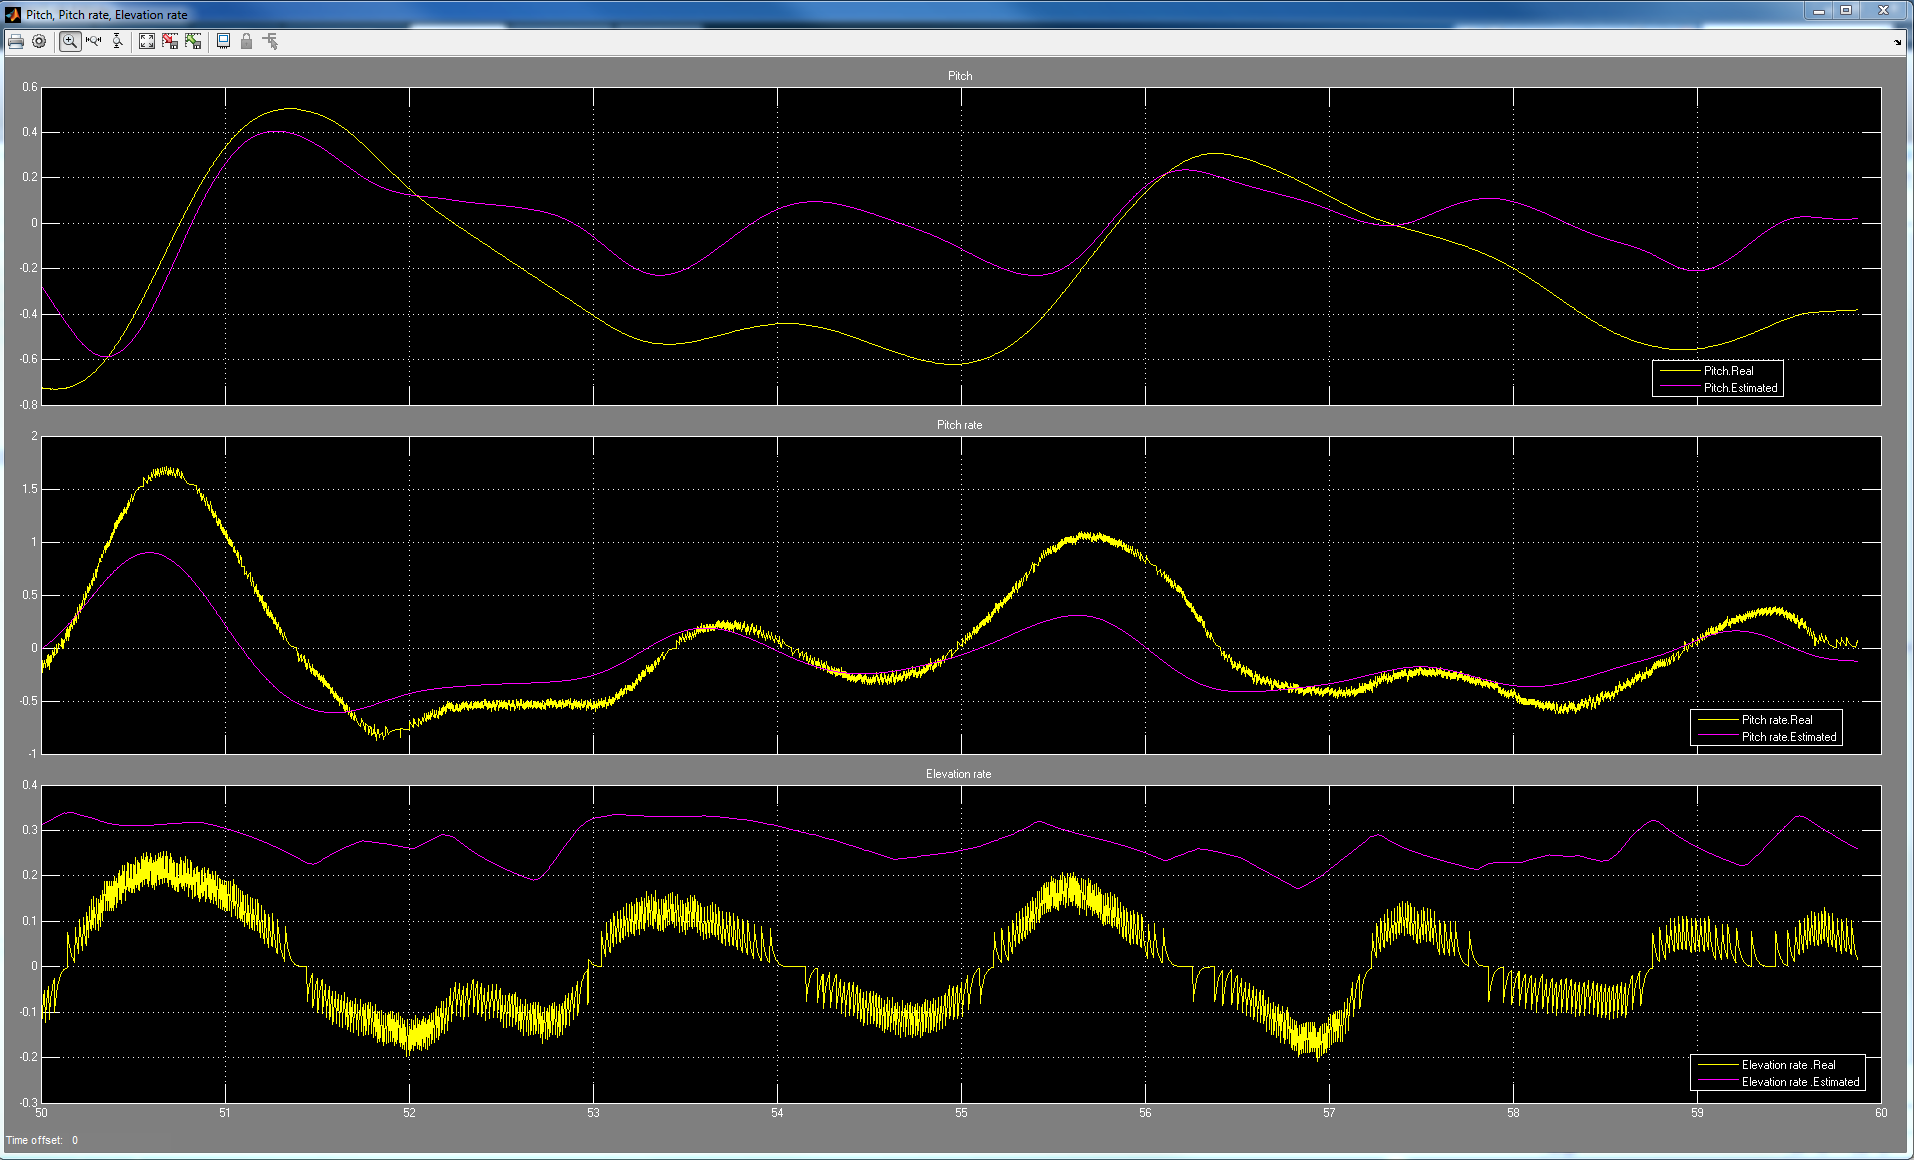 Pitch, Pitch rate, Elevation rate
Pitch
0.6
0.4
0.2
0
-0.2
-0.4
-0.6
-0.8
Pitch.Real
Pitch.Estimated
Pitch rate
2
1.5
1
0.5
0
-0.5
-1
Pitch rate.Real
Pitch rate.Estimated
Elevation rate
0.4
0.3
0.2
0.1
0
-0.1
-0.2
-0.3
Elevation rate .Real
Elevation rate .Estimated
50 51 52 53 54 55 56 57 58 59 60
Time offset: 0